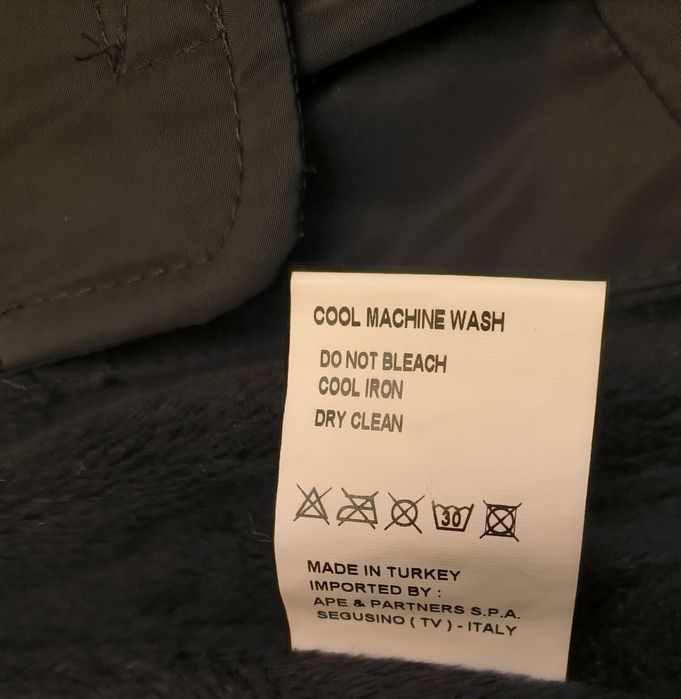 COOL MACHINE WASH
DO NOT BLEACH
COOL IRON
DRY CLEAN
30
MADE IN TURKEY
IMPORTED BY :
APE & PARTNERS S.P.A.
SEGUSINO ( TV ) - ITALY